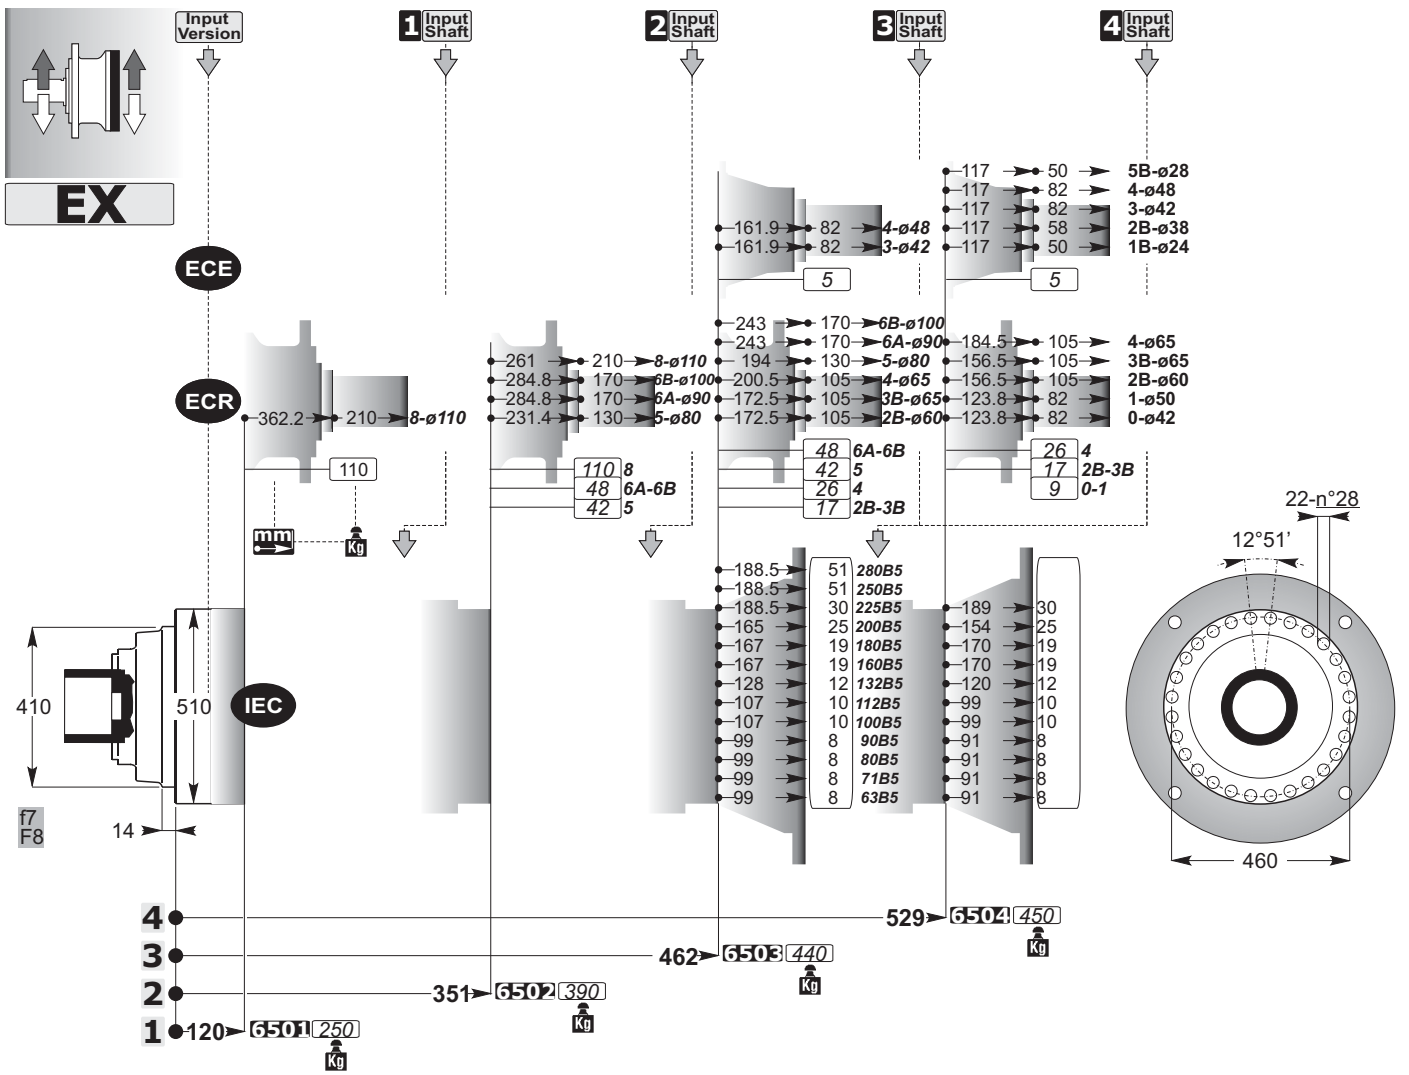 Input
Version
1 Input
Shaft
2 Input
Shaft
3 Input
Shaft
4 Input
Shaft
EX
ECE
161.9 82 4-ø48
161.9 82 3-ø42
5
117 50 5B-ø28
117 82 4-ø48
117 82 3-ø42
117 58 2B-ø38
117 50 1B-ø24
5
ECR
362.2 210 8-ø110
110
mm
Kg
261 210 8-ø110
284.8 170 6B-ø100
284.8 170 6A-ø90
231.4 130 5-ø80
110 8
48 6A-6B
42 5
243 170 6B-ø100
243 170 6A-ø90
194 130 5-ø80
200.5 105 4-ø65
172.5 105 3B-ø65
172.5 105 2B-ø60
48 6A-6B
42 5
26 4
17 2B-3B
184.5 105 4-ø65
156.5 105 3B-ø65
156.5 105 2B-ø60
123.8 82 1-ø50
123.8 82 0-ø42
26 4
17 2B-3B
9 0-1
IEC
410
510
f7
F8
14
188.5 51 280B5
188.5 51 250B5
188.5 30 225B5 189 30
165 25 200B5 154 25
167 19 180B5 170 19
167 19 160B5 170 19
128 12 132B5 120 12
107 10 112B5 99 10
107 10 100B5 99 10
99 8 90B5 91 8
99 8 80B5 91 8
99 8 71B5 91 8
99 8 63B5 91 8
22-n°28
12°51’
460
4 529 6504 450
Kg
3 462 6503 440
Kg
2 351 6502 390
Kg
1 120 6501 250
Kg